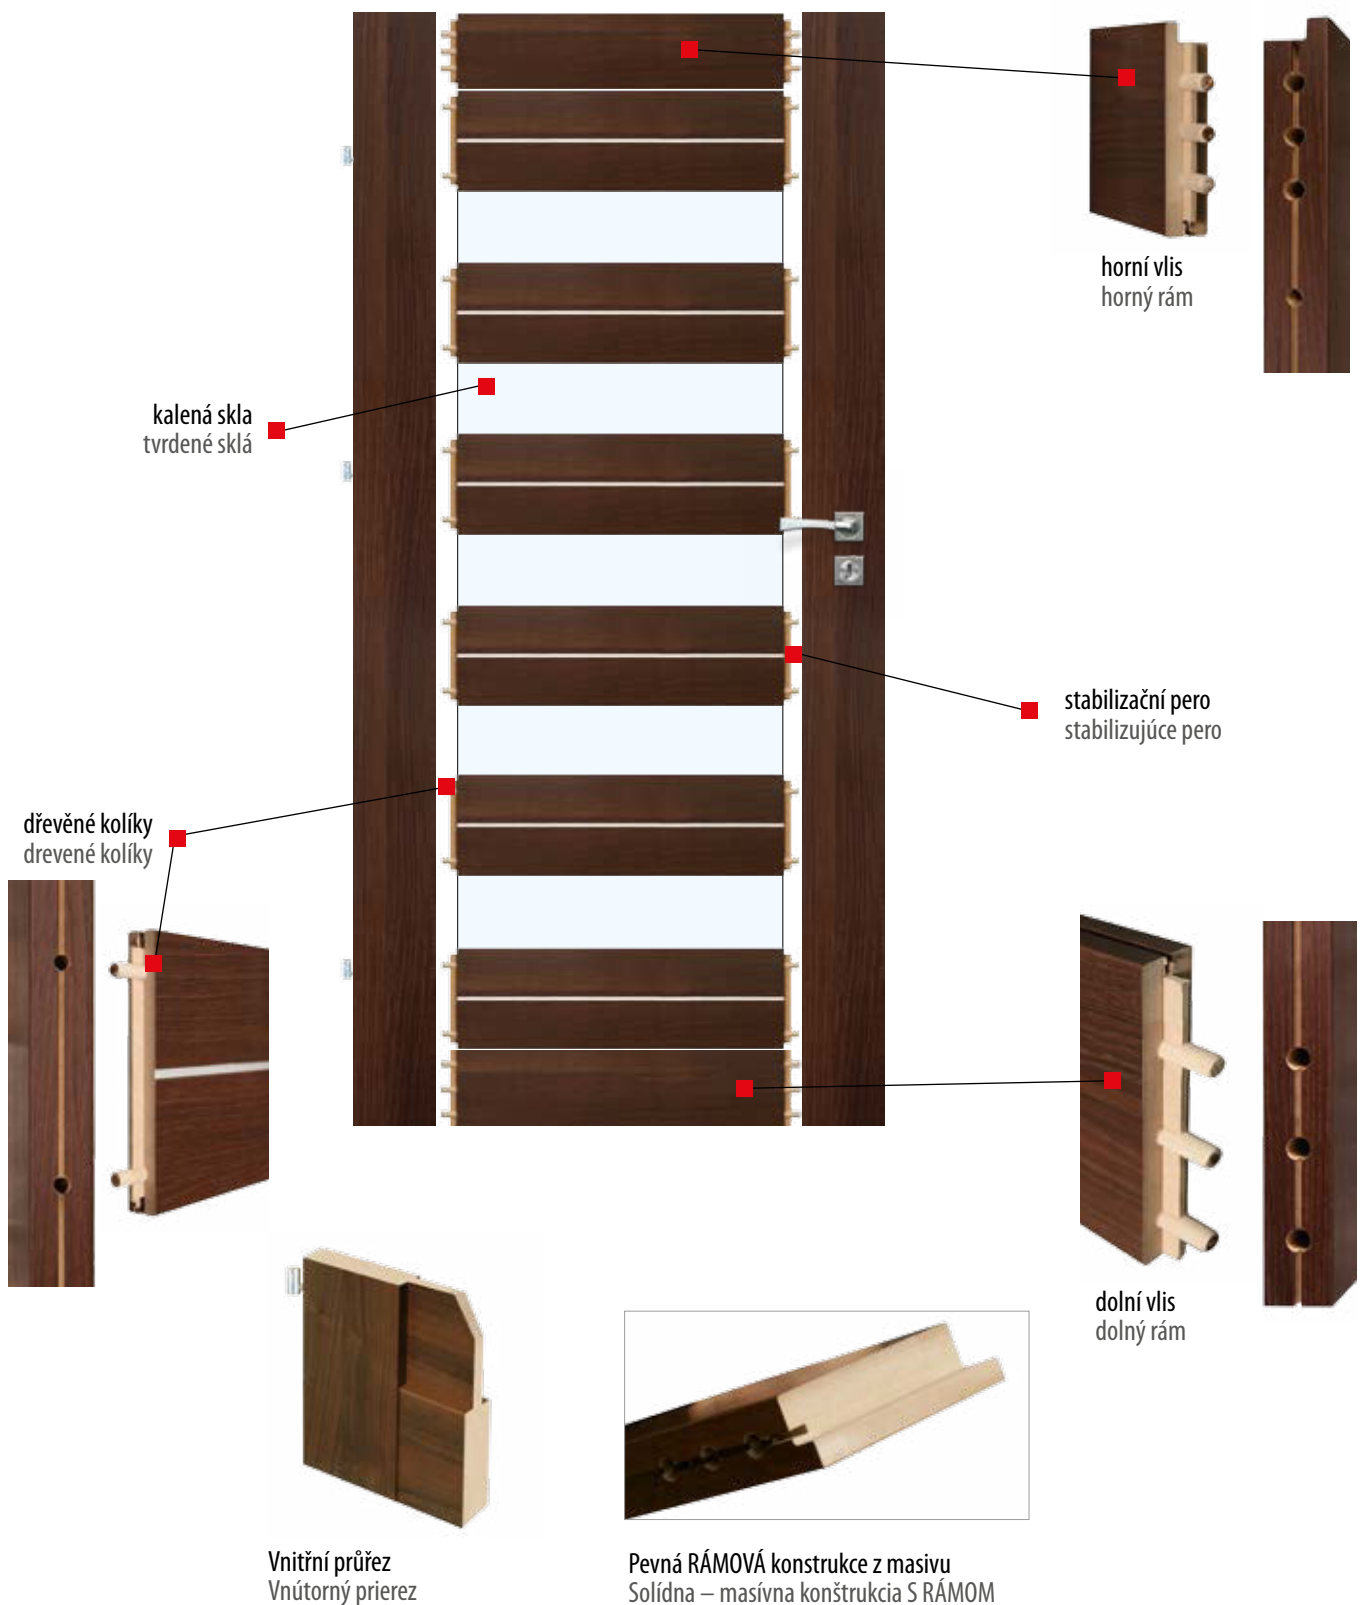 horní vlis
horný rám
kalená skla
tvrdené sklá
stabilizační pero
stabilizujúce pero
dřevěné kolíky
drevené kolíky
dolní vlis
dolný rám
Vnitřní průřez
Vnútorný prierez
Pevná RÁMOVÁ konstrukce z masivu
Solídna – masívna konštrukcia S RÁMOM